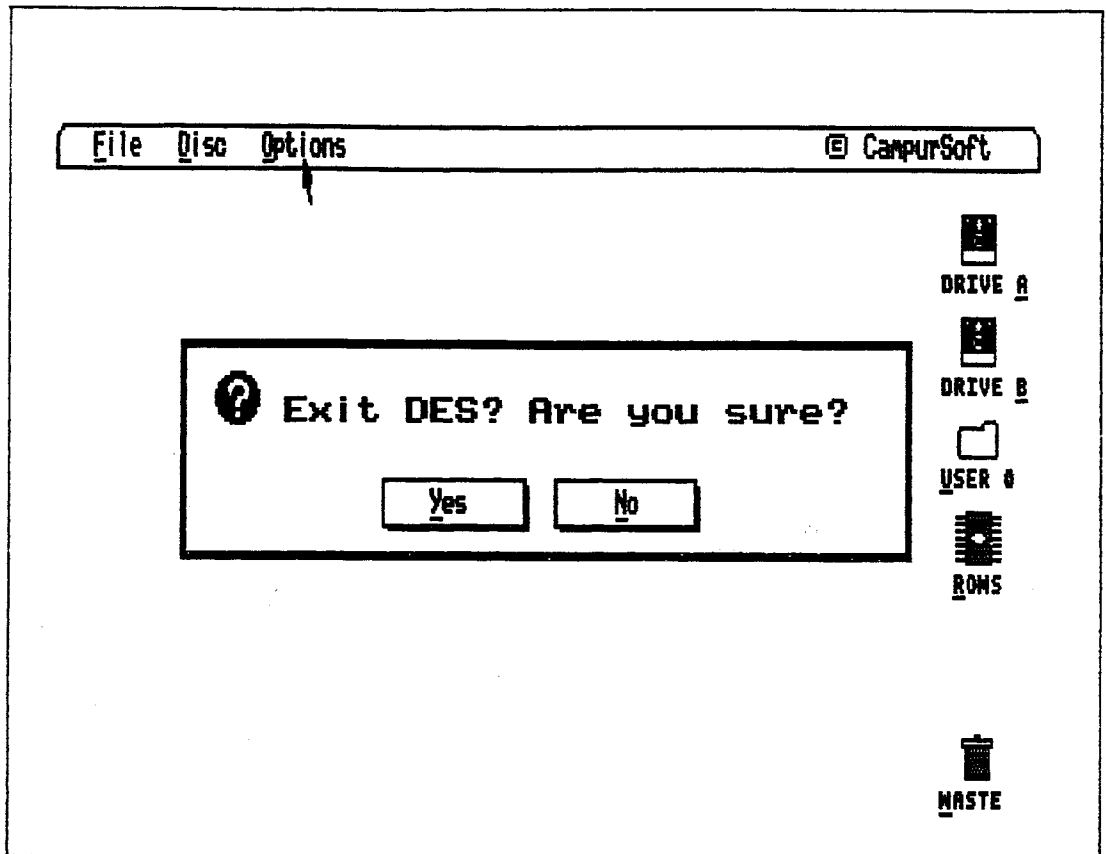 File Disc Options © CampurSoft
DRIVE A
DRIVE B
Exit DES? Are you sure?
USER 0
Yes No
ROMS
WASTE